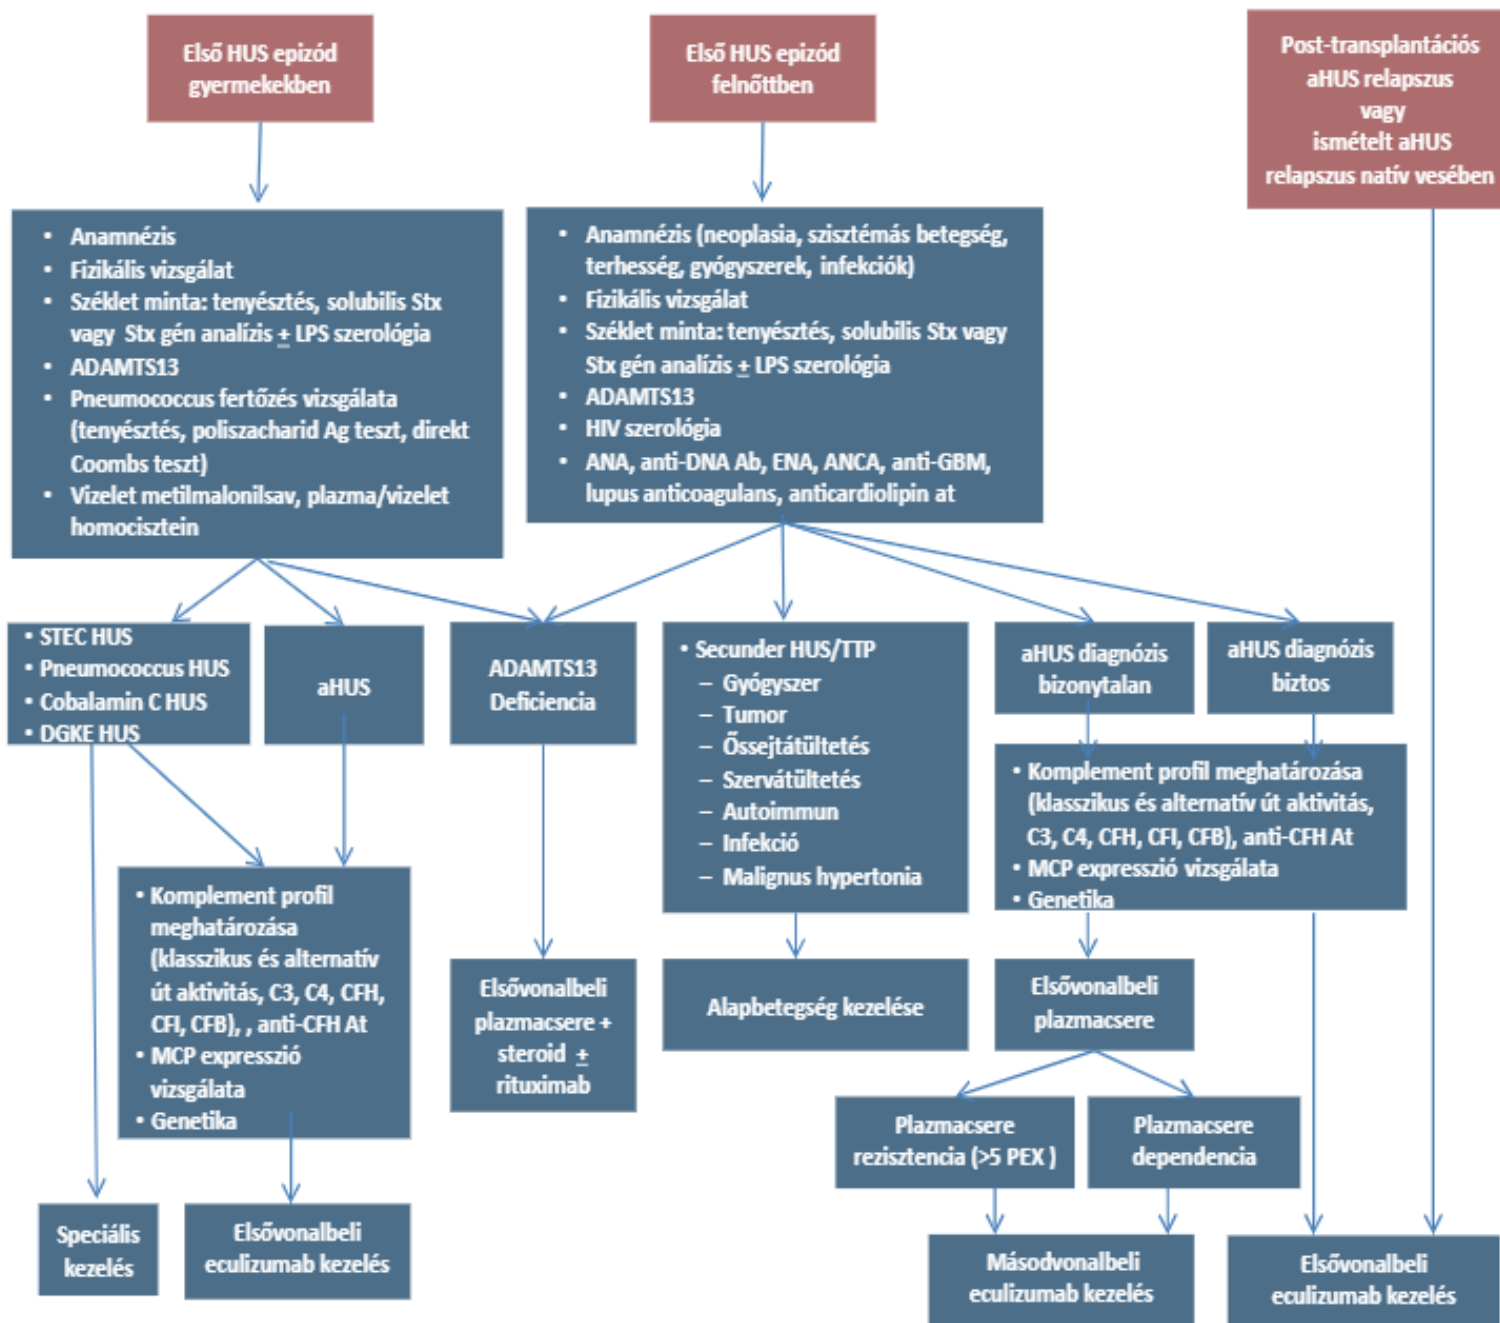 Első HUS epizód
gyermekekben
Első HUS epizód
felnőttben
Post-transplantációs
aHUS relapszus
vagy
ismételt aHUS
relapszus natív vesében
• Anamnézis
• Fizikális vizsgálat
• Széklet minta: tenyésztés, solubilis Stx
vagy Stx gén analízis ± LPS szerológia
• ADAMTS13
• Pneumococcus fertőzés vizsgálata
(tenyésztés, poliszacharid Ag teszt, direkt
Coombs teszt)
• Vizelet metilmalonilsav, plazma/vizelet
homocisztein
• Anamnézis (neoplasia, szisztémás betegség,
terhesség, gyógyszerek, infekciók)
• Fizikális vizsgálat
• Széklet minta: tenyésztés, solubilis Stx vagy
Stx gén analízis ± LPS szerológia
• ADAMTS13
• HIV szerológia
• ANA, anti-DNA Ab, ENA, ANCA, anti-GBM,
lupus anticoagulans, anticardiolipin at
• STEC HUS
• Pneumococcus HUS
• Cobalamin C HUS
• DGKE HUS
aHUS
ADAMTS13
Deficiencia
• Secunder HUS/TTP
– Gyógyszer
– Tumor
– Őssejtátültetés
– Szervátültetés
– Autoimmun
– Infekció
– Malignus hypertonia
aHUS diagnózis
bizonytalan
aHUS diagnózis
biztos
• Komplement profil meghatározása
(klasszikus és alternatív út aktivitás,
C3, C4, CFH, CFI, CFB), anti-CFH At
• MCP expresszió vizsgálata
• Genetika
• Komplement profil
meghatározása
(klasszikus és alternatív
út aktivitás, C3, C4, CFH,
CFI, CFB), , anti-CFH At
• MCP expresszió
vizsgálata
• Genetika
Elsővonalbeli
plazmacsere +
steroid ±
rituximab
Alapbetegség kezelése
Elsővonalbeli
plazmacsere
Plazmacsere
rezisztencia (>5 PEX )
Plazmacsere
dependencia
Speciális
kezelés
Elsővonalbeli
eculizumab kezelés
Másodvonalbeli
eculizumab kezelés
Elsővonalbeli
eculizumab kezelés